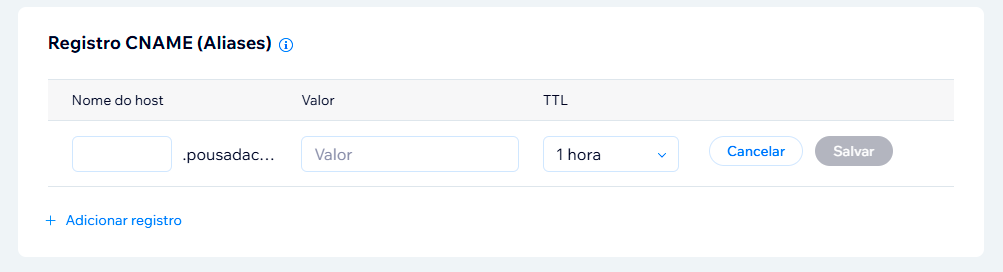 Registro CNAME (Aliases)
Nome do host Valor TTL
.pousadac... Valor 1 hora Cancelar Salvar
+ Adicionar registro